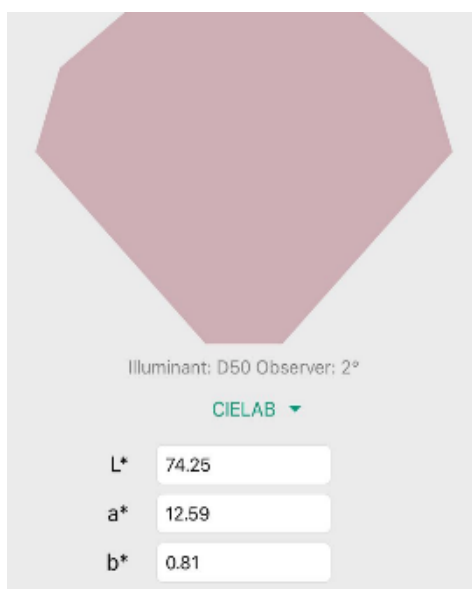 Illuminant: D50 Observer: 2°
CIELAB
L* 74.25
a* 12.59
b* 0.81